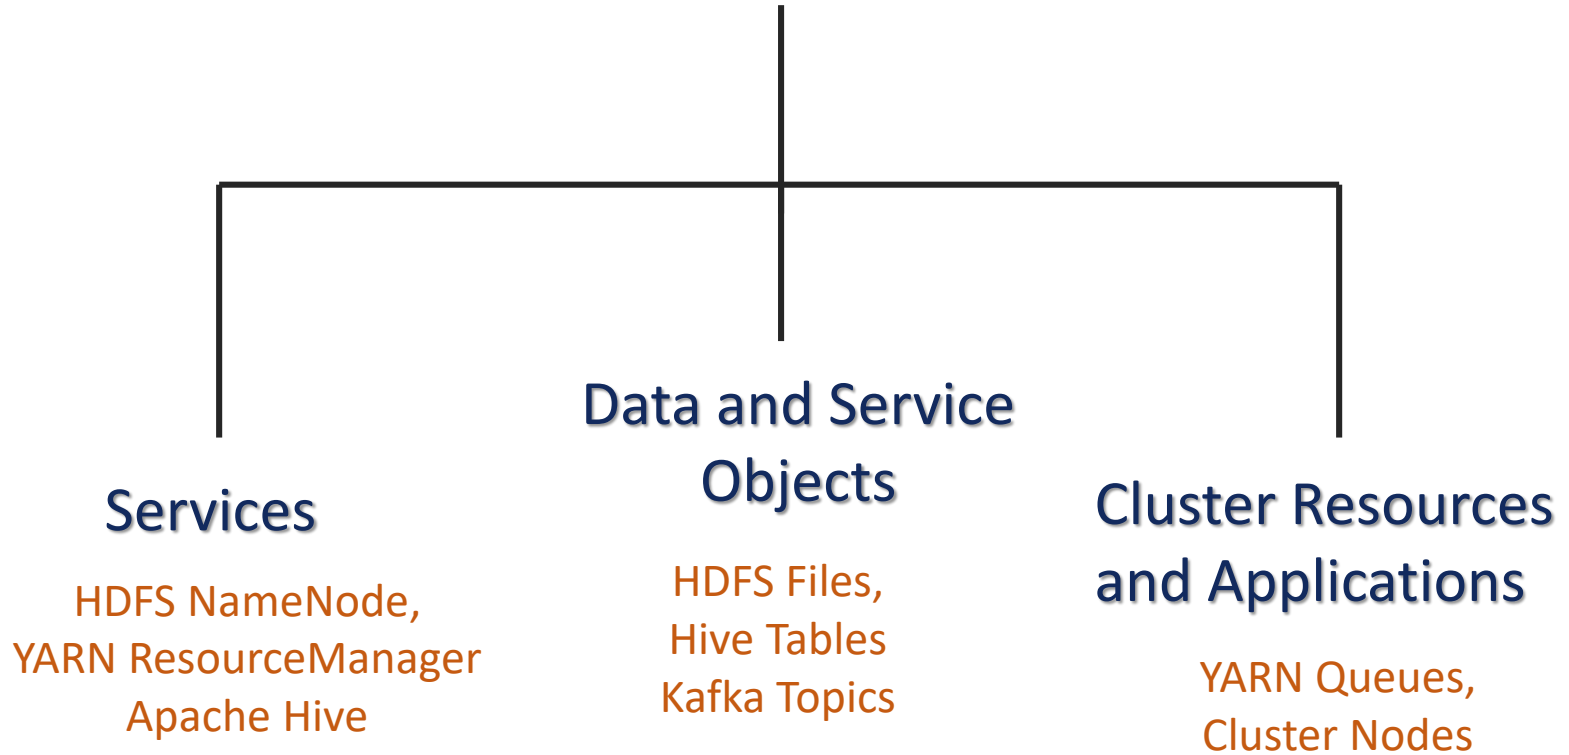 Services
HDFS NameNode,
YARN ResourceManager
Apache Hive
Data and Service
Objects
HDFS Files,
Hive Tables
Kafka Topics
Cluster Resources
and Applications
YARN Queues,
Cluster Nodes